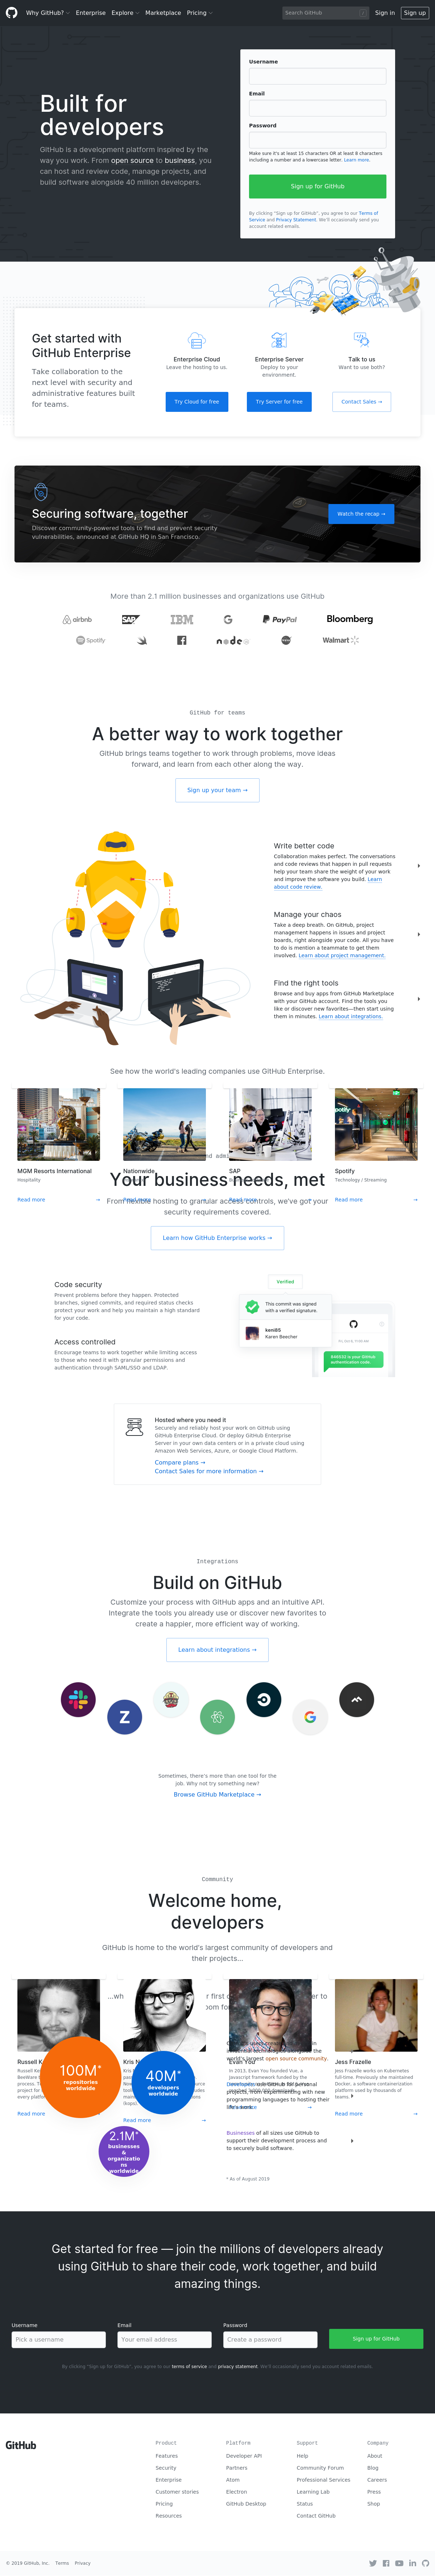 Why GitHub? Enterprise Explore Marketplace Pricing Search GitHub / Sign in Sign up
Built for
developers
GitHub is a development platform inspired by the
way you work. From open source to business, you
can host and review code, manage projects, and
build software alongside 40 million developers.
Username
Email
Password
Make sure it's at least 15 characters OR at least 8 characters
including a number and a lowercase letter. Learn more.
Sign up for GitHub
By clicking "Sign up for GitHub", you agree to our Terms of
Service and Privacy Statement. We'll occasionally send you
account related emails.
Get started with
GitHub Enterprise
Take collaboration to the
next level with security and
administrative features built
for teams.
Enterprise Cloud
Leave the hosting to us.
Try Cloud for free
Enterprise Server
Deploy to your
environment.
Try Server for free
Talk to us
Want to use both?
Contact Sales →
Securing software, together
Discover community-powered tools to find and prevent security
vulnerabilities, announced at GitHub HQ in San Francisco.
Watch the recap →
More than 2.1 million businesses and organizations use GitHub
airbnb SAP IBM G PayPal Bloomberg
Spotify node Walmart
GitHub for teams
A better way to work together
GitHub brings teams together to work through problems, move ideas
forward, and learn from each other along the way.
Sign up your team →
Write better code
Collaboration makes perfect. The conversations
and code reviews that happen in pull requests
help your team share the weight of your work
and improve the software you build. Learn
about code review.
Manage your chaos
Take a deep breath. On GitHub, project
management happens in issues and project
boards, right alongside your code. All you have
to do is mention a teammate to get them
involved. Learn about project management.
Find the right tools
Browse and buy apps from GitHub Marketplace
with your GitHub account. Find the tools you
like or discover new favorites—then start using
them in minutes. Learn about integrations.
See how the world's leading companies use GitHub Enterprise.
MGM Resorts International
Hospitality
Read more →
Nationwide
SAP
Spotify
Technology / Streaming
Read more →
Your business needs, met
From flexible hosting to granular access controls, we've got your
security requirements covered.
Learn how GitHub Enterprise works →
Code security
Prevent problems before they happen. Protected
branches, signed commits, and required status checks
protect your work and help you maintain a high standard
for your code.
Access controlled
Encourage teams to work together while limiting access
to those who need it with granular permissions and
authentication through SAML/SSO and LDAP.
Verified
This commit was signed
with a verified signature.
keni85
Karen Beecher
is your GitHub
authentication code.
Hosted where you need it
Securely and reliably host your work on GitHub using
GitHub Enterprise Cloud. Or deploy GitHub Enterprise
Server in your own data centers or in a private cloud using
Amazon Web Services, Azure, or Google Cloud Platform.
Compare plans →
Contact Sales for more information →
Integrations
Build on GitHub
Customize your process with GitHub apps and an intuitive API.
Integrate the tools you already use or discover new favorites to
create a happier, more efficient way of working.
Learn about integrations →
Z
G
Sometimes, there's more than one tool for the
job. Why not try something new?
Browse GitHub Marketplace →
Community
Welcome home,
developers
GitHub is home to the world's largest community of developers and
their projects...
Evan You
Jess Frazelle
Jess Frazelle works on Kubernetes
full-time. Previously she maintained
Docker, a software containerization
platform used by thousands of
teams.
Read more →
Read more
Read more →
100M*
repositories
worldwide
40M*
developers
worldwide
2.1M*
businesses
&
organizatio
ns
worldwide
world's largest open source community.
use GitHub for personal
projects, from experimenting with new
programming languages to hosting their
life's work.
Businesses of all sizes use GitHub to
support their development process and
to securely build software.
* As of August 2019
Get started for free — join the millions of developers already
using GitHub to share their code, work together, and build
amazing things.
Username Email Password
Pick a username Your email address Create a password Sign up for GitHub
By clicking "Sign up for GitHub", you agree to our terms of service and privacy statement. We'll occasionally send you account related emails.
GitHub
Product
Features
Security
Enterprise
Customer stories
Pricing
Resources
Platform
Developer API
Partners
Atom
Electron
GitHub Desktop
Support
Help
Community Forum
Professional Services
Learning Lab
Status
Contact GitHub
Company
About
Blog
Careers
Press
Shop
© 2019 GitHub, Inc. Terms Privacy